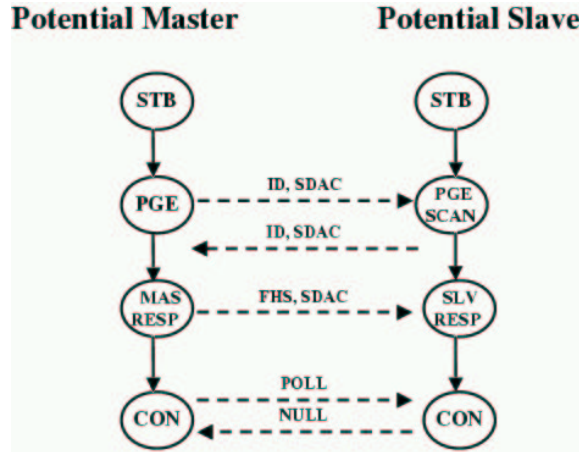 Potential Master
Potential Slave
STB
STB
PGE
ID, SDAC
PGE
SCAN
ID, SDAC
MAS
RESP
FHS, SDAC
SLV
RESP
POLL
CON
NULL
CON